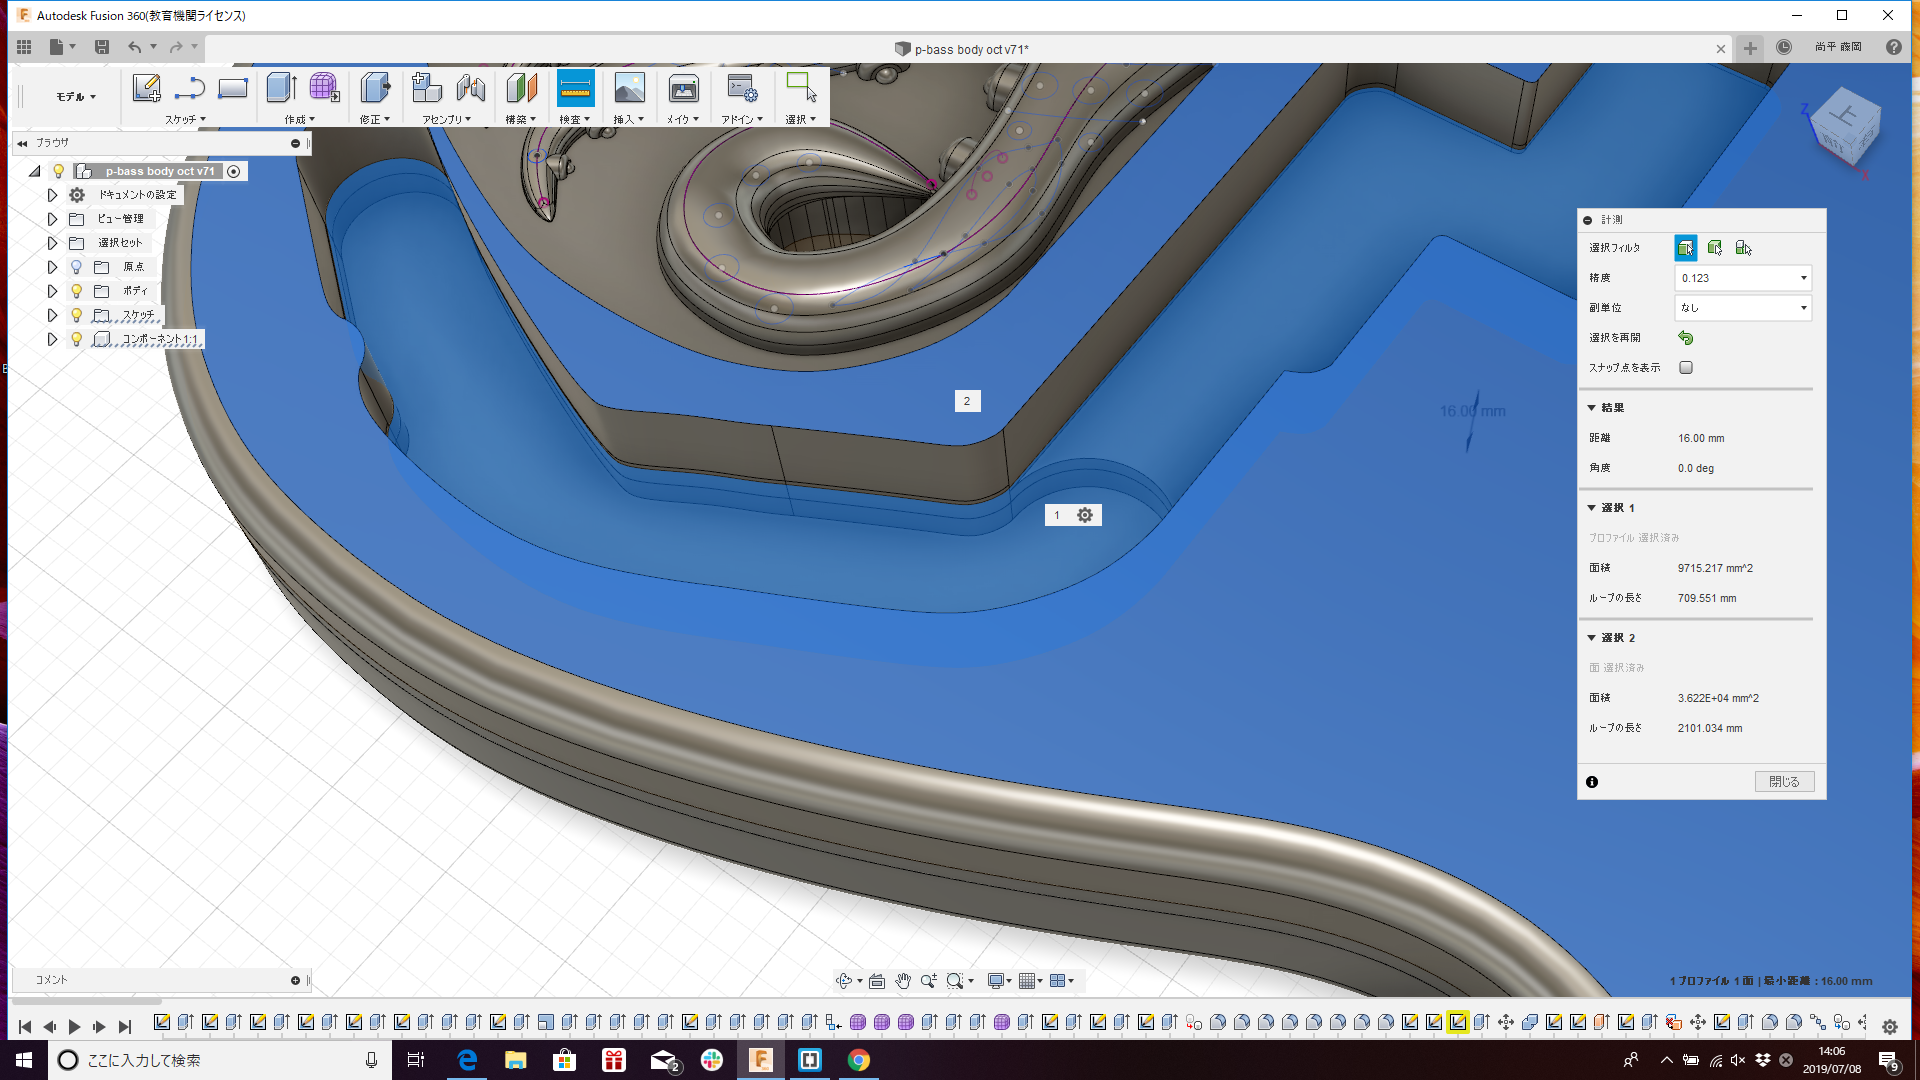 Autodesk Fusion 360(教育機関ライセンス)
p-bass body oct v71*
尚平 藤岡
モデル
スケッチ
作成
修正
アセンブリ
構築
検査
挿入
メイク
アドイン
選択
ブラウザ
p-bass body oct v71
ドキュメントの設定
ビュー管理
選択セット
原点
ボディ
スケッチ
コンポーネント1:1
上
Z
X
2
1
16.00 mm
計測
選択フィルタ
精度 0.123
副単位 なし
選択を再開
スナップ点を表示
結果
距離 16.00 mm
角度 0.0 deg
選択 1
プロファイル 選択済み
面積 9715.217 mm^2
ループの長さ 709.551 mm
選択 2
面 選択済み
面積 3.622E+04 mm^2
ループの長さ 2101.034 mm
閉じる
コメント
1 プロファイル 1 面 | 最小距離 : 16.00 mm
ここに入力して検索
2
14:06
2019/07/08
9